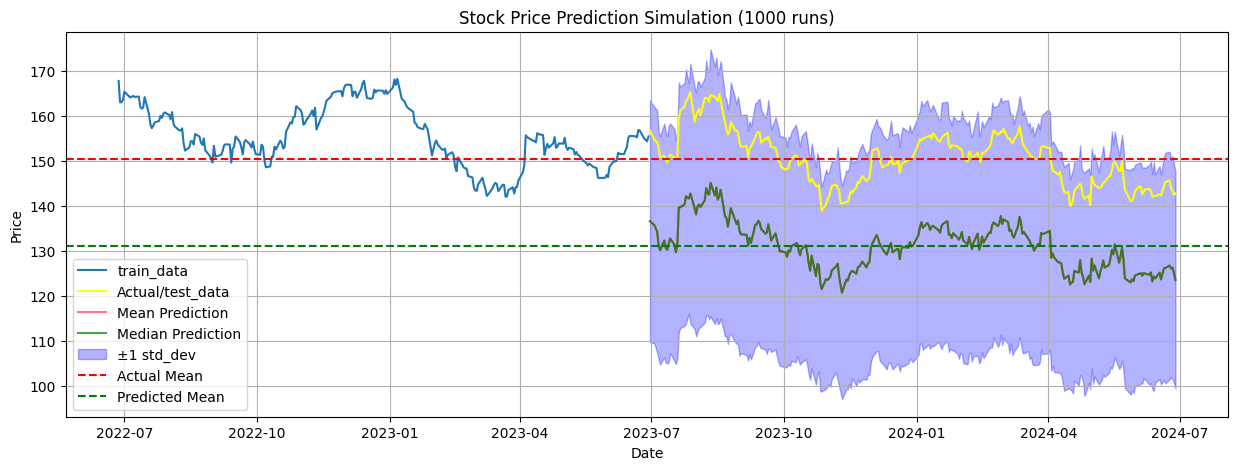 Stock Price Prediction Simulation (1000 runs)
Price
170
160
150
140
130
120
110
100
train_data
Actual/test_data
Mean Prediction
Median Prediction
±1 std_dev
Actual Mean
Predicted Mean
2022-07 2022-10 2023-01 2023-04 2023-07 2023-10 2024-01 2024-04 2024-07
Date